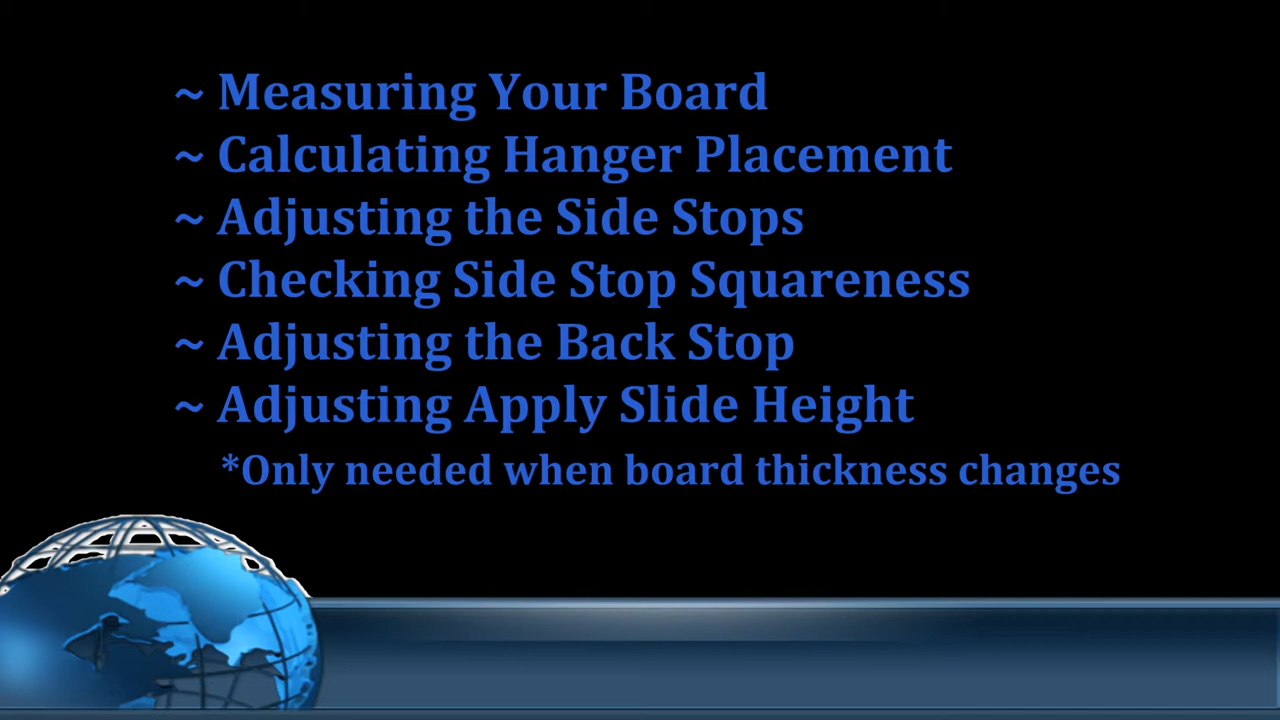 ~ Measuring Your Board
~ Calculating Hanger Placement
~ Adjusting the Side Stops
~ Checking Side Stop Squareness
~ Adjusting the Back Stop
~ Adjusting Apply Slide Height
*Only needed when board thickness changes